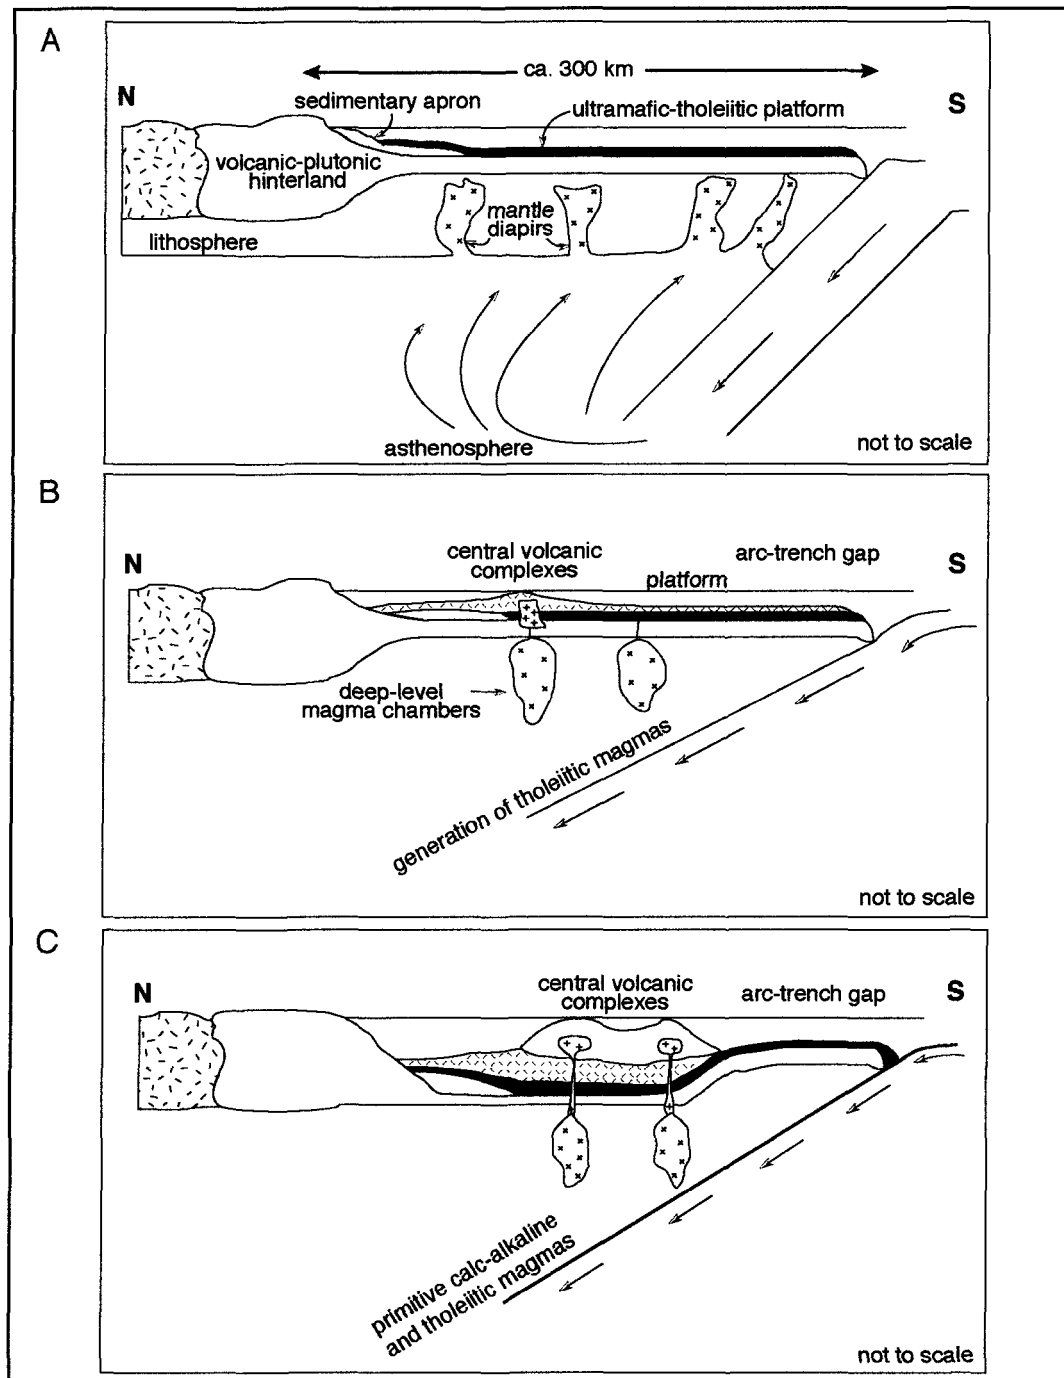 A
ca. 300 km
N
S
sedimentary apron
ultramafic-tholeiitic platform
volcanic-plutonic
hinterland
mantle
diapirs
lithosphere
asthenosphere
not to scale
B
N
central volcanic
complexes
arc-trench gap
S
platform
deep-level
magma chambers
generation of tholeiitic magmas
not to scale
C
N
central volcanic
complexes
arc-trench gap
S
primitive calc-alkaline
and tholeiitic magmas
not to scale